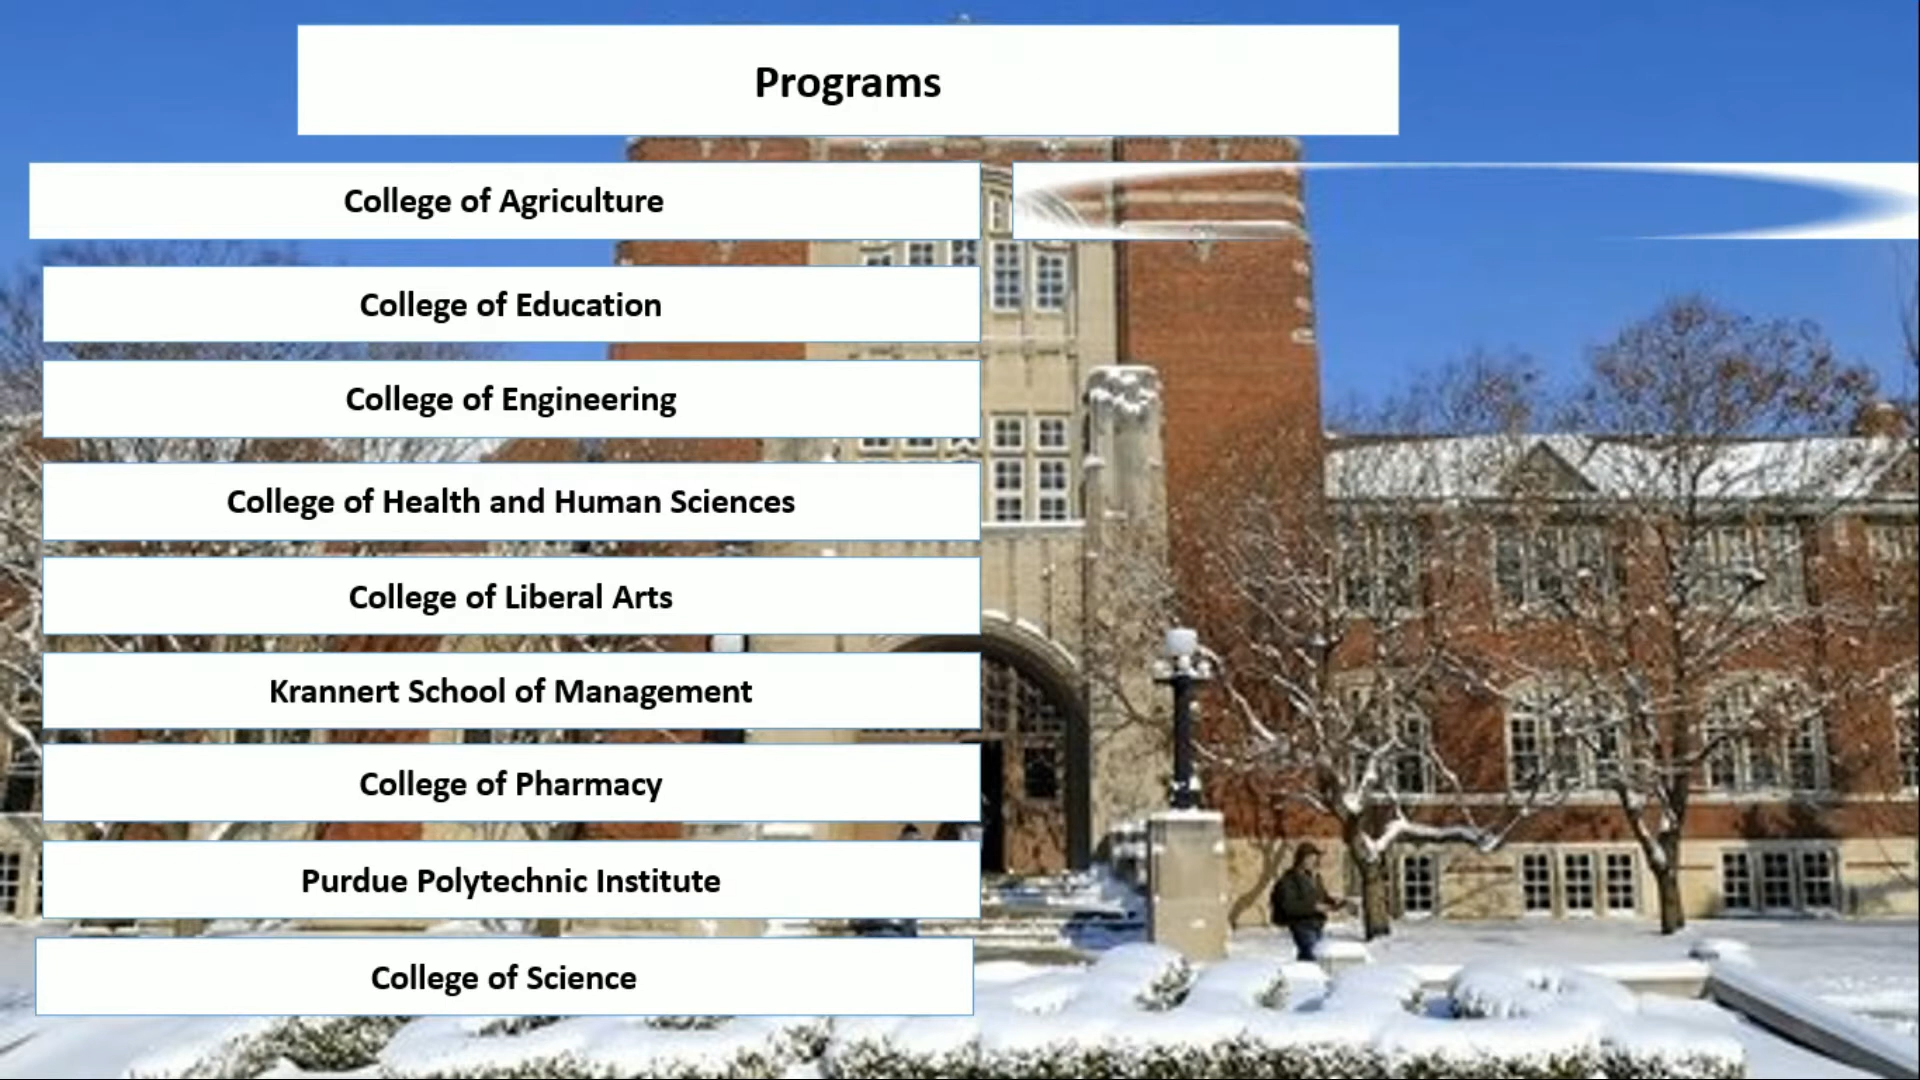 Programs
College of Agriculture
College of Education
College of Engineering
College of Health and Human Sciences
College of Liberal Arts
Krannert School of Management
College of Pharmacy
Purdue Polytechnic Institute
College of Science